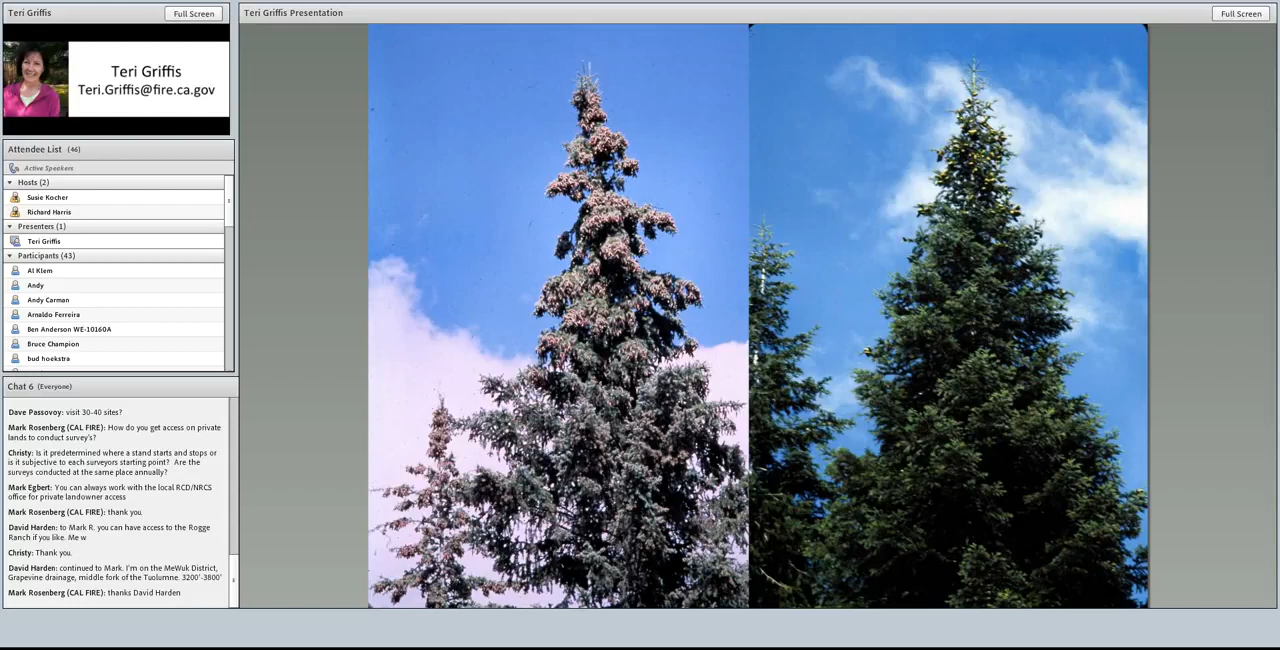 Teri Griffis
Full Screen
Teri Griffis
Teri.Griffis@fire.ca.gov
Attendee List (46)
Active Speakers
Hosts (2)
Susie Kocher
Richard Harris
Presenters (1)
Teri Griffis
Participants (43)
Al Klem
Andy
Andy Carman
Arnaldo Ferreira
Ben Anderson WE-10160A
Bruce Champion
bud hoekstra
Chat 6 (Everyone)
Dave Passovoy: visit 30-40 sites?
Mark Rosenberg (CAL FIRE): How do you get access on private
lands to conduct survey's?
Christy: Is it predetermined where a stand starts and stops or
is it subjective to each surveyors starting point? Are the
surveys conducted at the same place annually?
Mark Egbert: You can always work with the local RCD/NRCS
office for private landowner access
Mark Rosenberg (CAL FIRE): thank you.
David Harden: to Mark R. you can have access to the Rogge
Ranch if you like. Me w
Christy: Thank you.
David Harden: continued to Mark. I'm on the MeWuk District,
Grapevine drainage, middle fork of the Tuolumne. 3200'-3800'
Mark Rosenberg (CAL FIRE): thanks David Harden
Teri Griffis Presentation
Full Screen